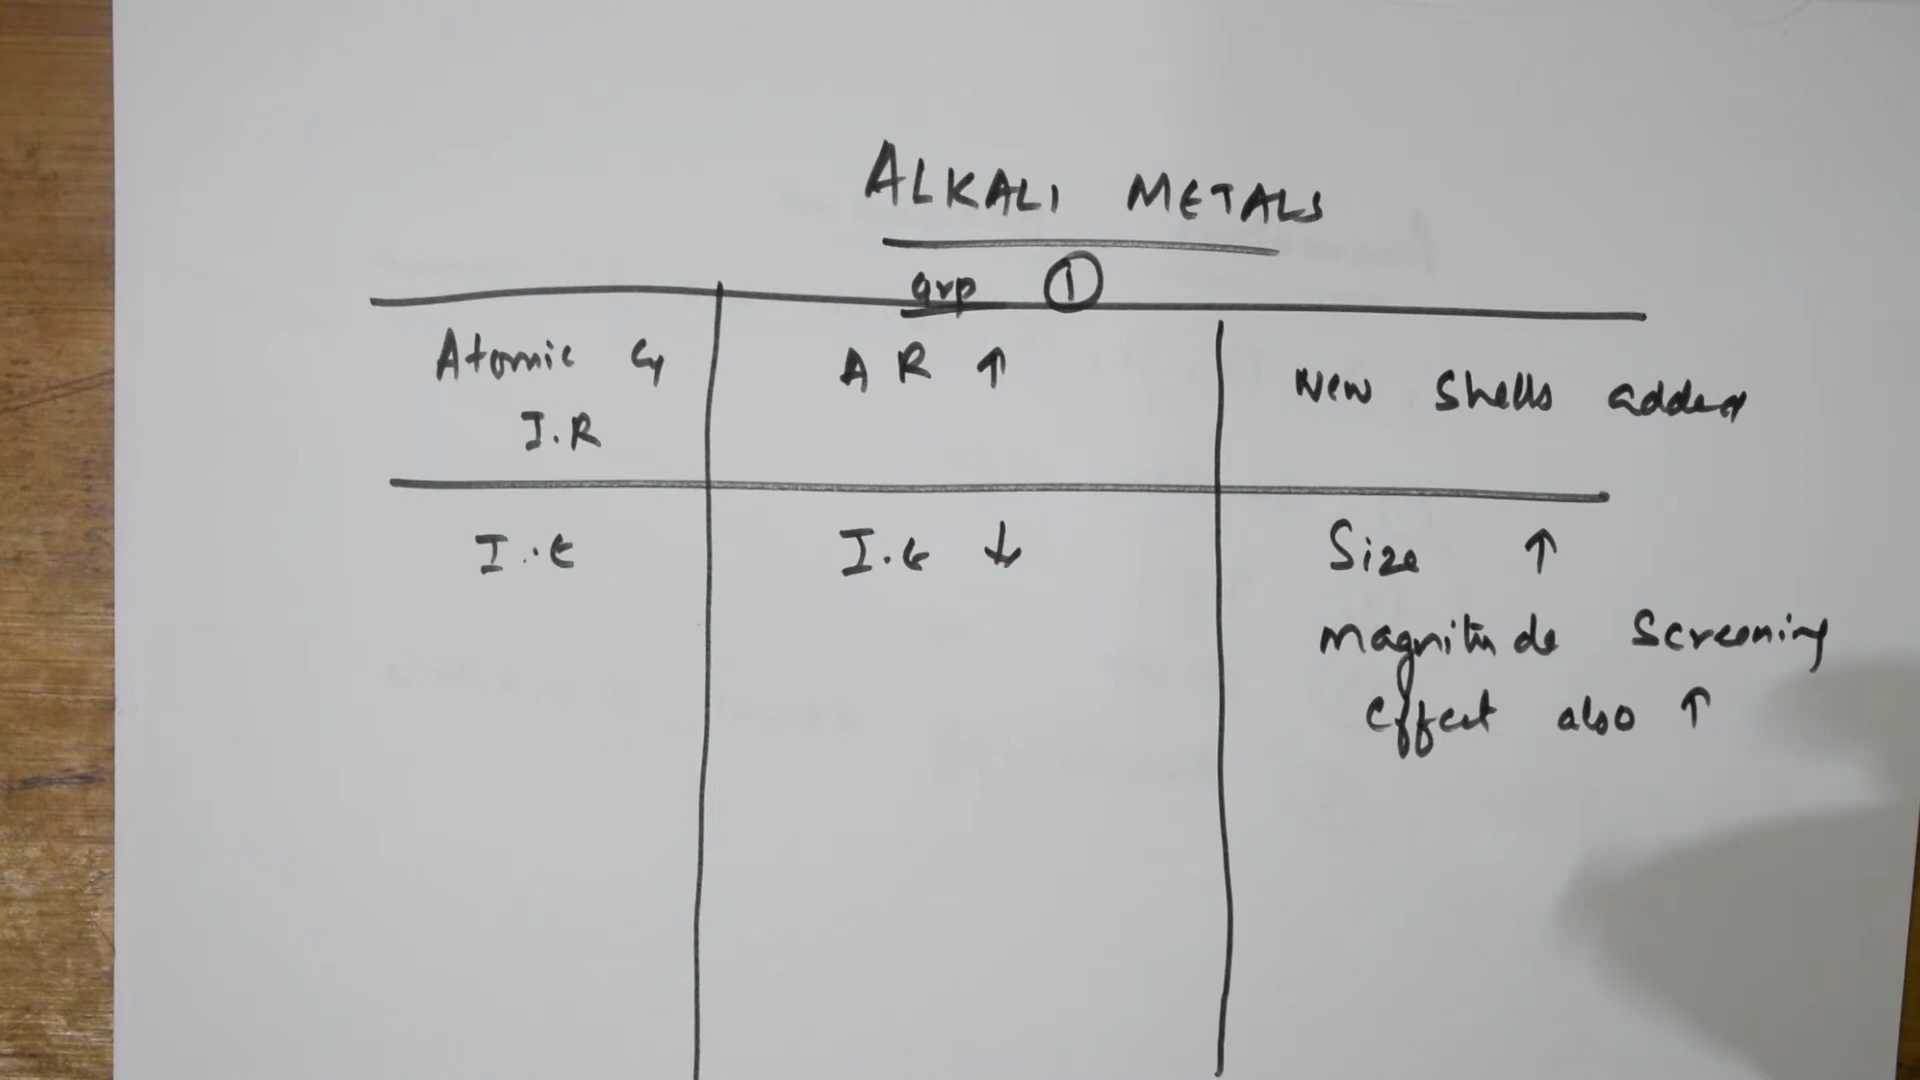 ALKALI METALS
grp 1
Atomic &
I.R
A R ↑
New Shells added
I.E
I.E ↓
Size ↑
magnitude Screening
effect also ↑